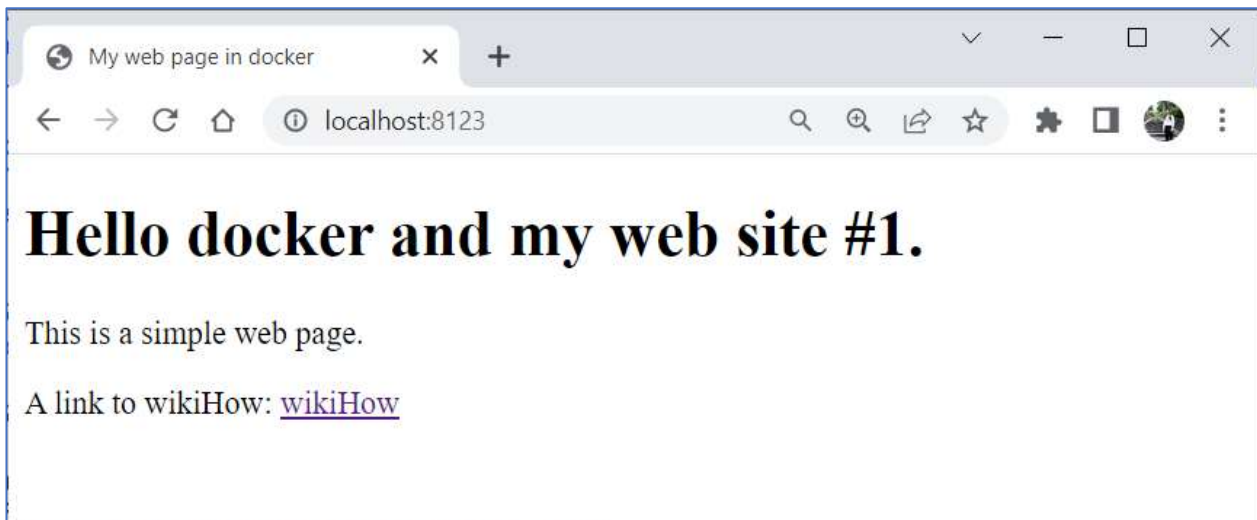 My web page in docker
localhost:8123
Hello docker and my web site #1.
This is a simple web page.
A link to wikiHow: wikiHow